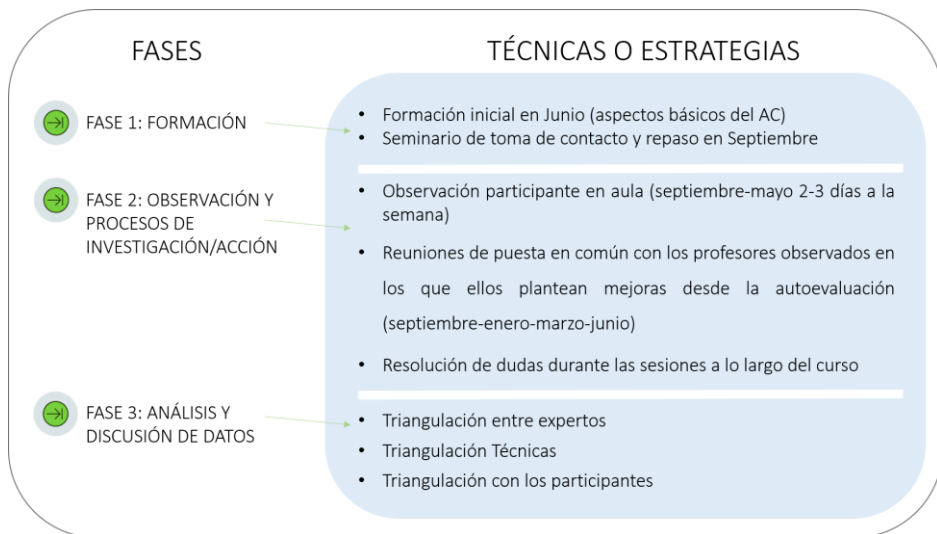 FASES
TÉCNICAS O ESTRATEGIAS
FASE 1: FORMACIÓN
• Formación inicial en Junio (aspectos básicos del AC)
• Seminario de toma de contacto y repaso en Septiembre
FASE 2: OBSERVACIÓN Y
PROCESOS DE
INVESTIGACIÓN/ACCIÓN
• Observación participante en aula (septiembre-mayo 2-3 días a la
semana)
• Reuniones de puesta en común con los profesores observados en
los que ellos plantean mejoras desde la autoevaluación
(septiembre-enero-marzo-junio)
• Resolución de dudas durante las sesiones a lo largo del curso
FASE 3: ANÁLISIS Y
DISCUSIÓN DE DATOS
• Triangulación entre expertos
• Triangulación Técnicas
• Triangulación con los participantes